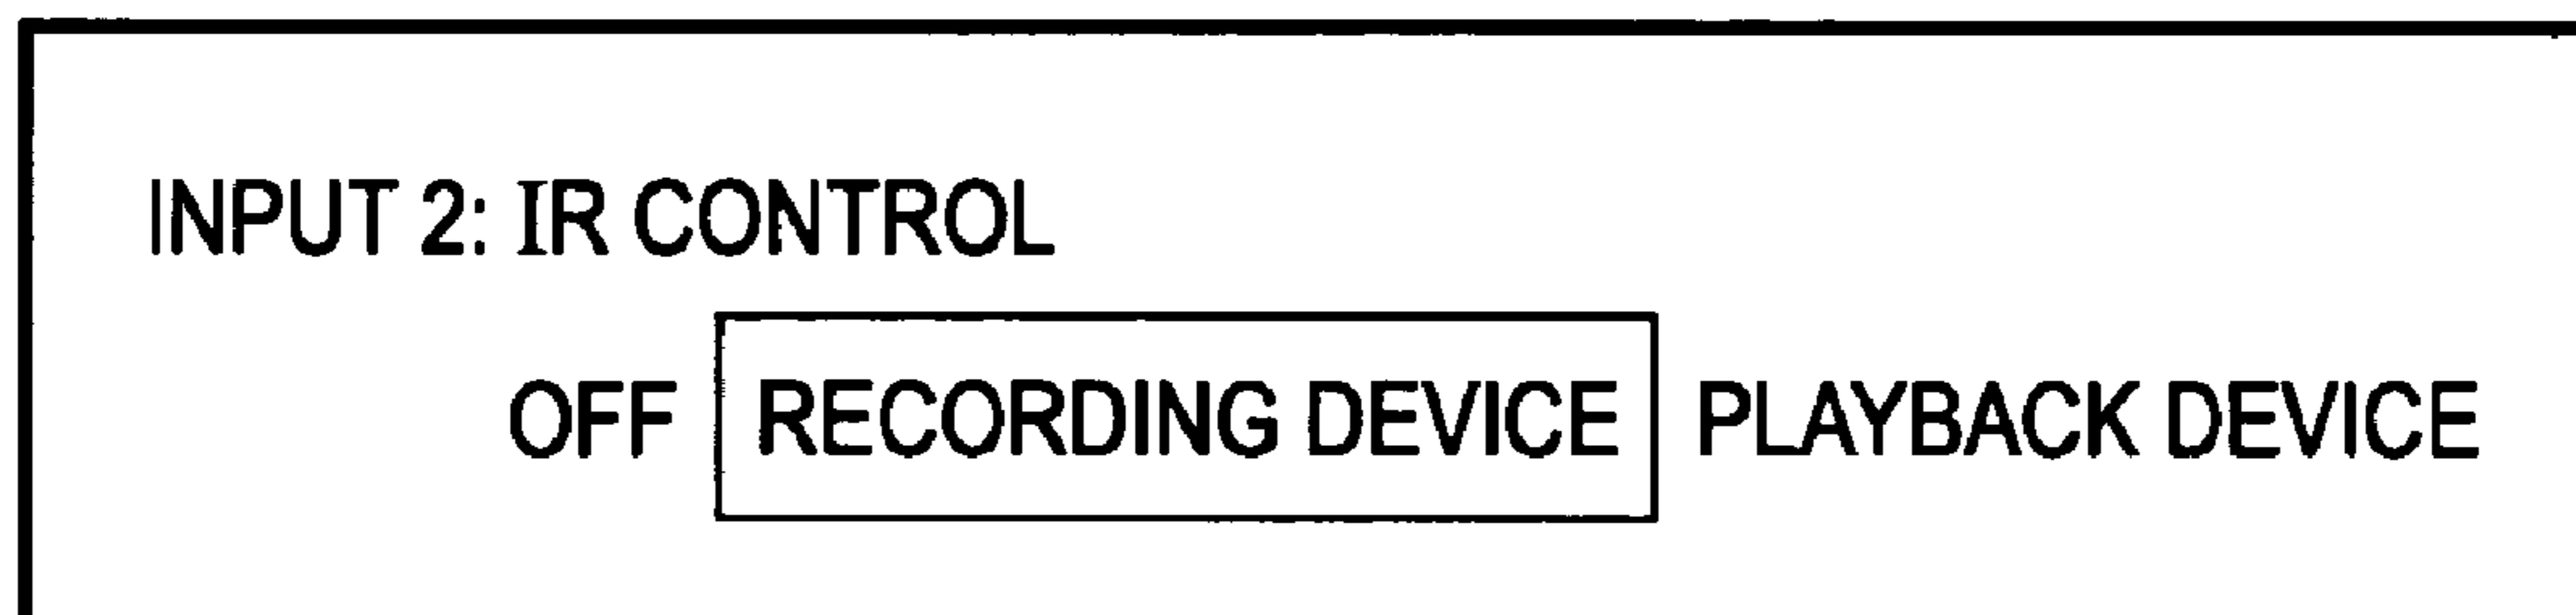 INPUT 2: IR CONTROL
OFF RECORDING DEVICE PLAYBACK DEVICE